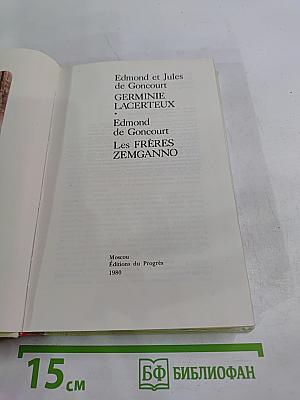 Edmond et Jules
de Goncourt
GERMINIE
LACERTEUX
•
Edmond
de Goncourt
Les FRÈRES
ZEMGANNO
Moscou
Éditions du Progrès
1980
15 см
БФ БИБЛИОФАН